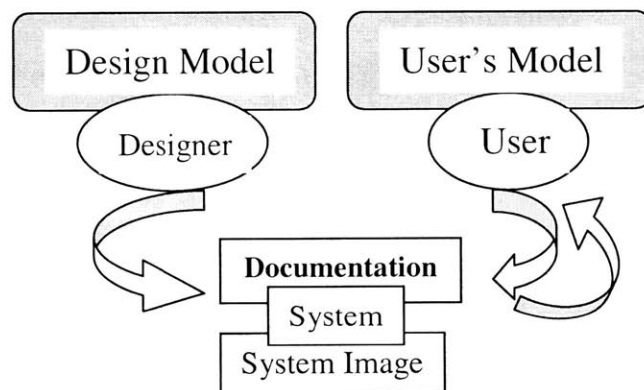 Design Model
User's Model
Designer
User
Documentation
System
System Image